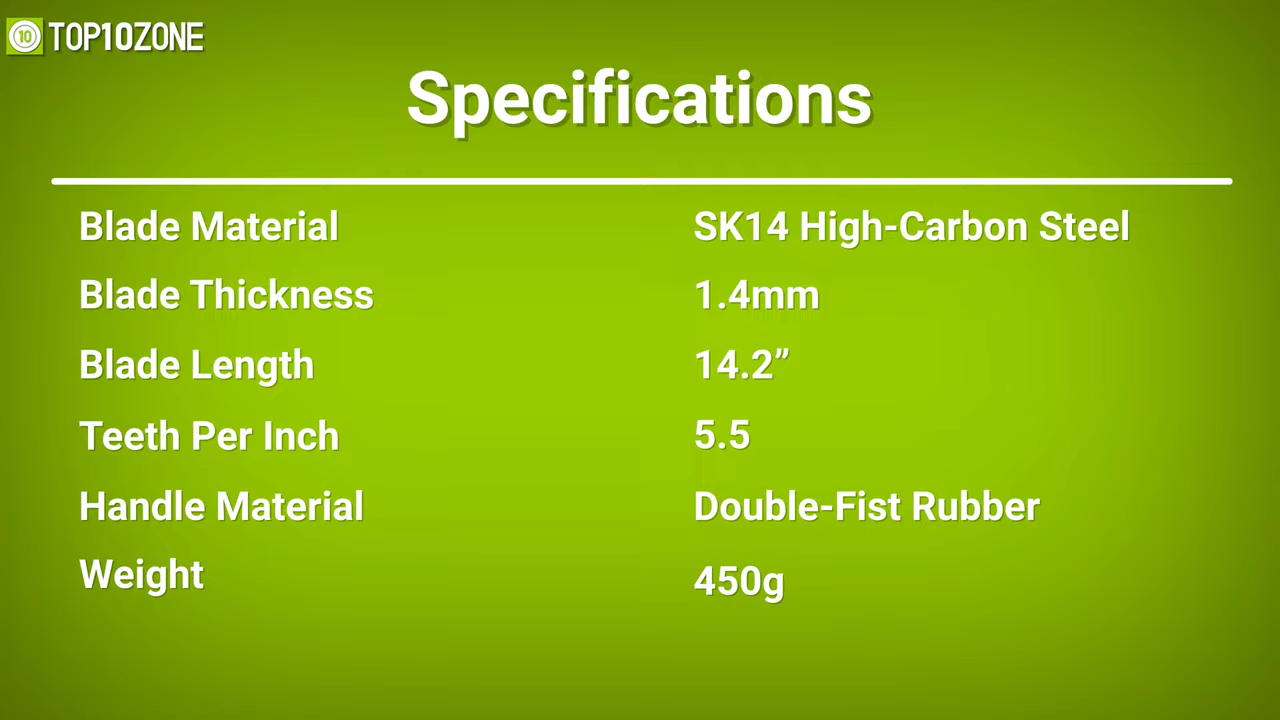 10 TOP10ZONE
Specifications
Blade Material SK14 High-Carbon Steel
Blade Thickness 1.4mm
Blade Length 14.2”
Teeth Per Inch 5.5
Handle Material Double-Fist Rubber
Weight 450g